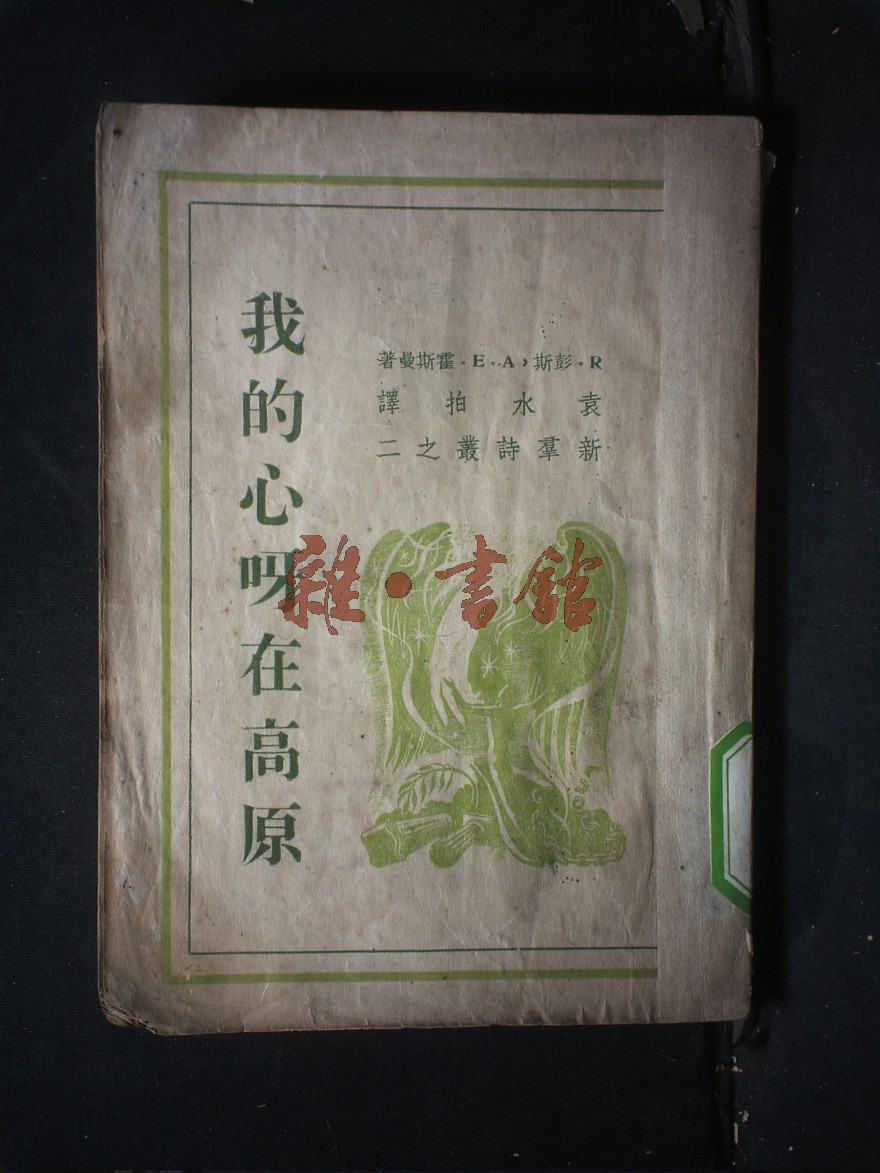 我的心呀在高原
R·彭斯，A·E·霍斯曼著
袁水拍譯
新羣詩叢之二
雜·書館